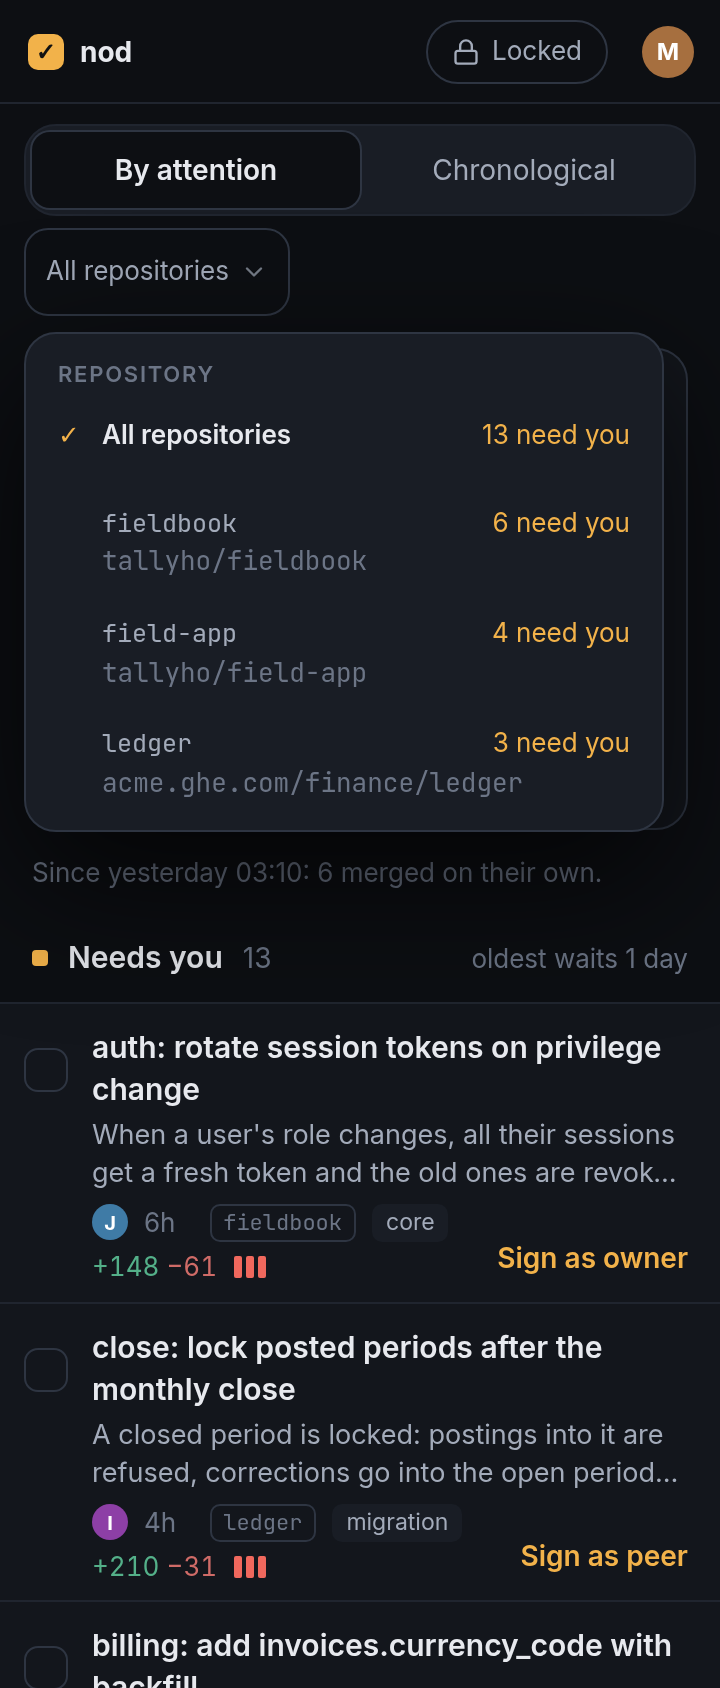 ✓ nod
Locked
M
By attention
Chronological
All repositories
REPOSITORY
✓ All repositories 13 need you
fieldbook 6 need you
tallyho/fieldbook
field-app 4 need you
tallyho/field-app
ledger 3 need you
acme.ghe.com/finance/ledger
Since yesterday 03:10: 6 merged on their own.
Needs you 13 oldest waits 1 day
auth: rotate session tokens on privilege
change
When a user's role changes, all their sessions
get a fresh token and the old ones are revok...
J 6h fieldbook core
+148 −61 Sign as owner
close: lock posted periods after the
monthly close
A closed period is locked: postings into it are
refused, corrections go into the open period...
I 4h ledger migration
+210 −31 Sign as peer
billing: add invoices.currency_code with
backfill